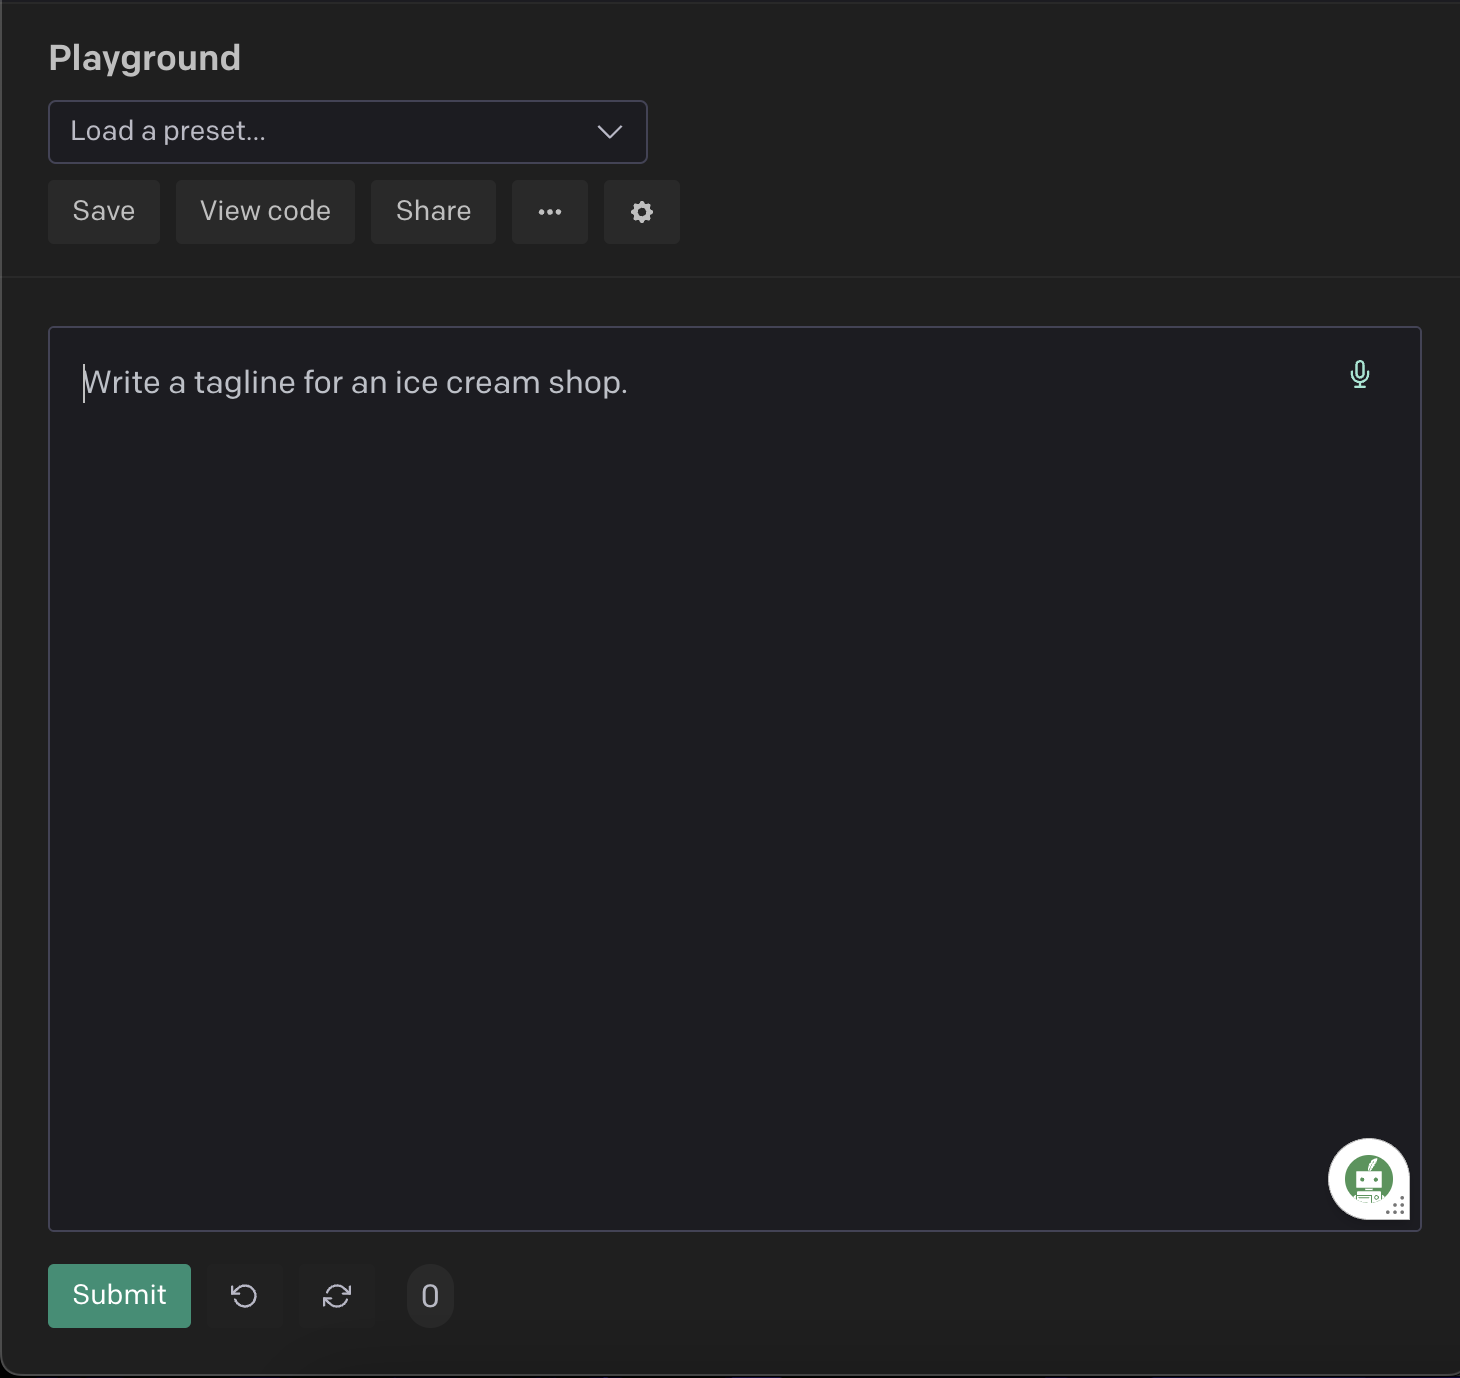 Playground
Load a preset...
Save View code Share
Write a tagline for an ice cream shop.
Submit 0